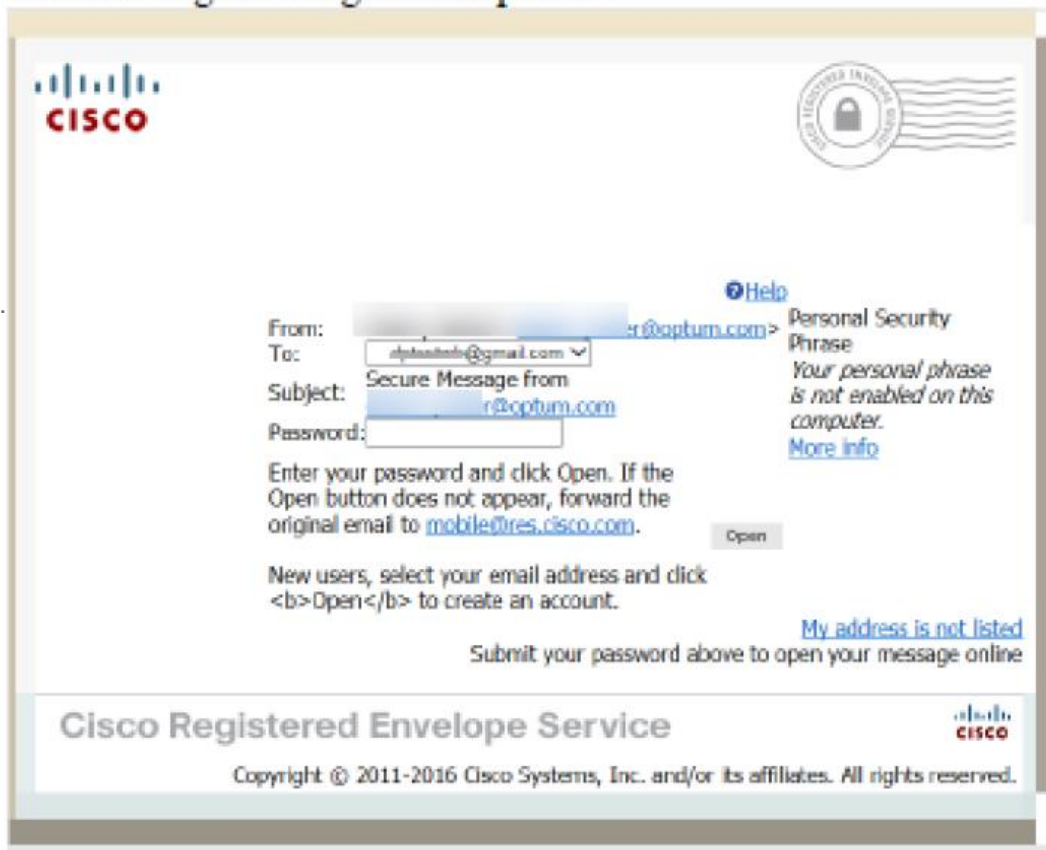 CISCO
CISCO REGISTERED ENVELOPE SERVICE
Help
From: er@optum.com>
To: @gmail.com
Subject: Secure Message from
r@optum.com
Password:
Personal Security
Phrase
Your personal phrase
is not enabled on this
computer.
More info
Enter your password and click Open. If the
Open button does not appear, forward the
original email to mobile@res.cisco.com.
Open
New users, select your email address and click
<b>Open</b> to create an account.
My address is not listed
Submit your password above to open your message online
Cisco Registered Envelope Service
CISCO
Copyright © 2011-2016 Cisco Systems, Inc. and/or its affiliates. All rights reserved.